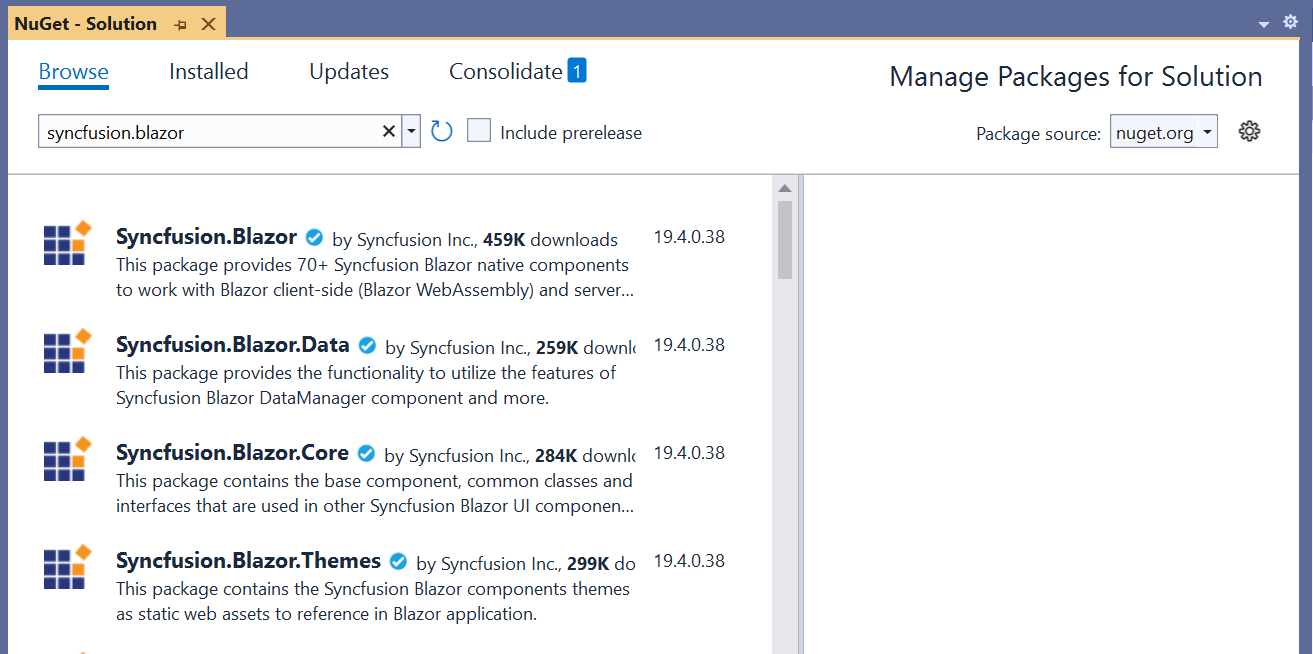 NuGet - Solution
Browse Installed Updates Consolidate 1
Manage Packages for Solution
syncfusion.blazor
Include prerelease
Package source: nuget.org
Syncfusion.Blazor by Syncfusion Inc., 459K downloads 19.4.0.38
This package provides 70+ Syncfusion Blazor native components
to work with Blazor client-side (Blazor WebAssembly) and server...
Syncfusion.Blazor.Data by Syncfusion Inc., 259K downlo 19.4.0.38
This package provides the functionality to utilize the features of
Syncfusion Blazor DataManager component and more.
Syncfusion.Blazor.Core by Syncfusion Inc., 284K downlo 19.4.0.38
This package contains the base component, common classes and
interfaces that are used in other Syncfusion Blazor UI componen...
Syncfusion.Blazor.Themes by Syncfusion Inc., 299K do 19.4.0.38
This package contains the Syncfusion Blazor components themes
as static web assets to reference in Blazor application.